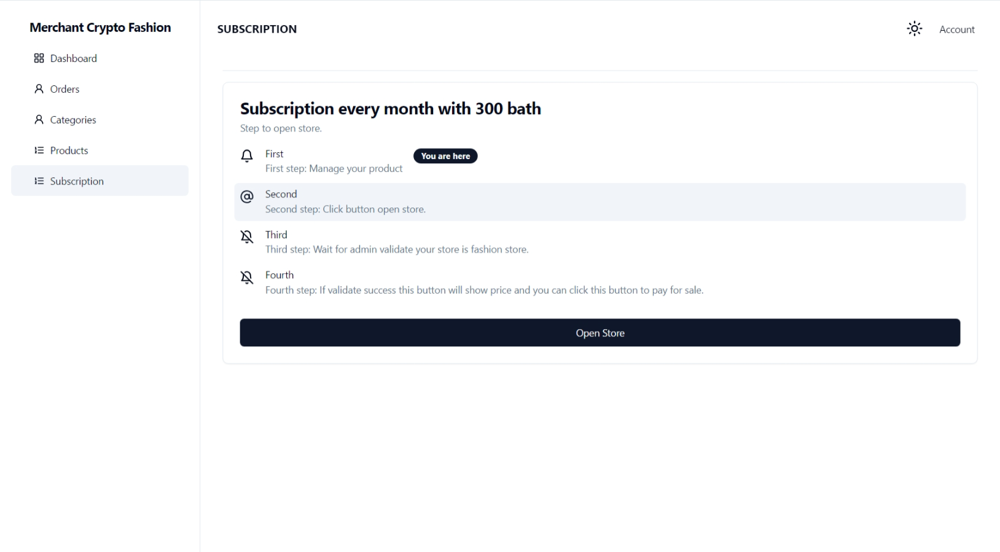 Merchant Crypto Fashion
Dashboard
Orders
Categories
Products
Subscription
SUBSCRIPTION
Account
Subscription every month with 300 bath
Step to open store.
First
You are here
First step: Manage your product
Second
Second step: Click button open store.
Third
Third step: Wait for admin validate your store is fashion store.
Fourth
Fourth step: If validate success this button will show price and you can click this button to pay for sale.
Open Store